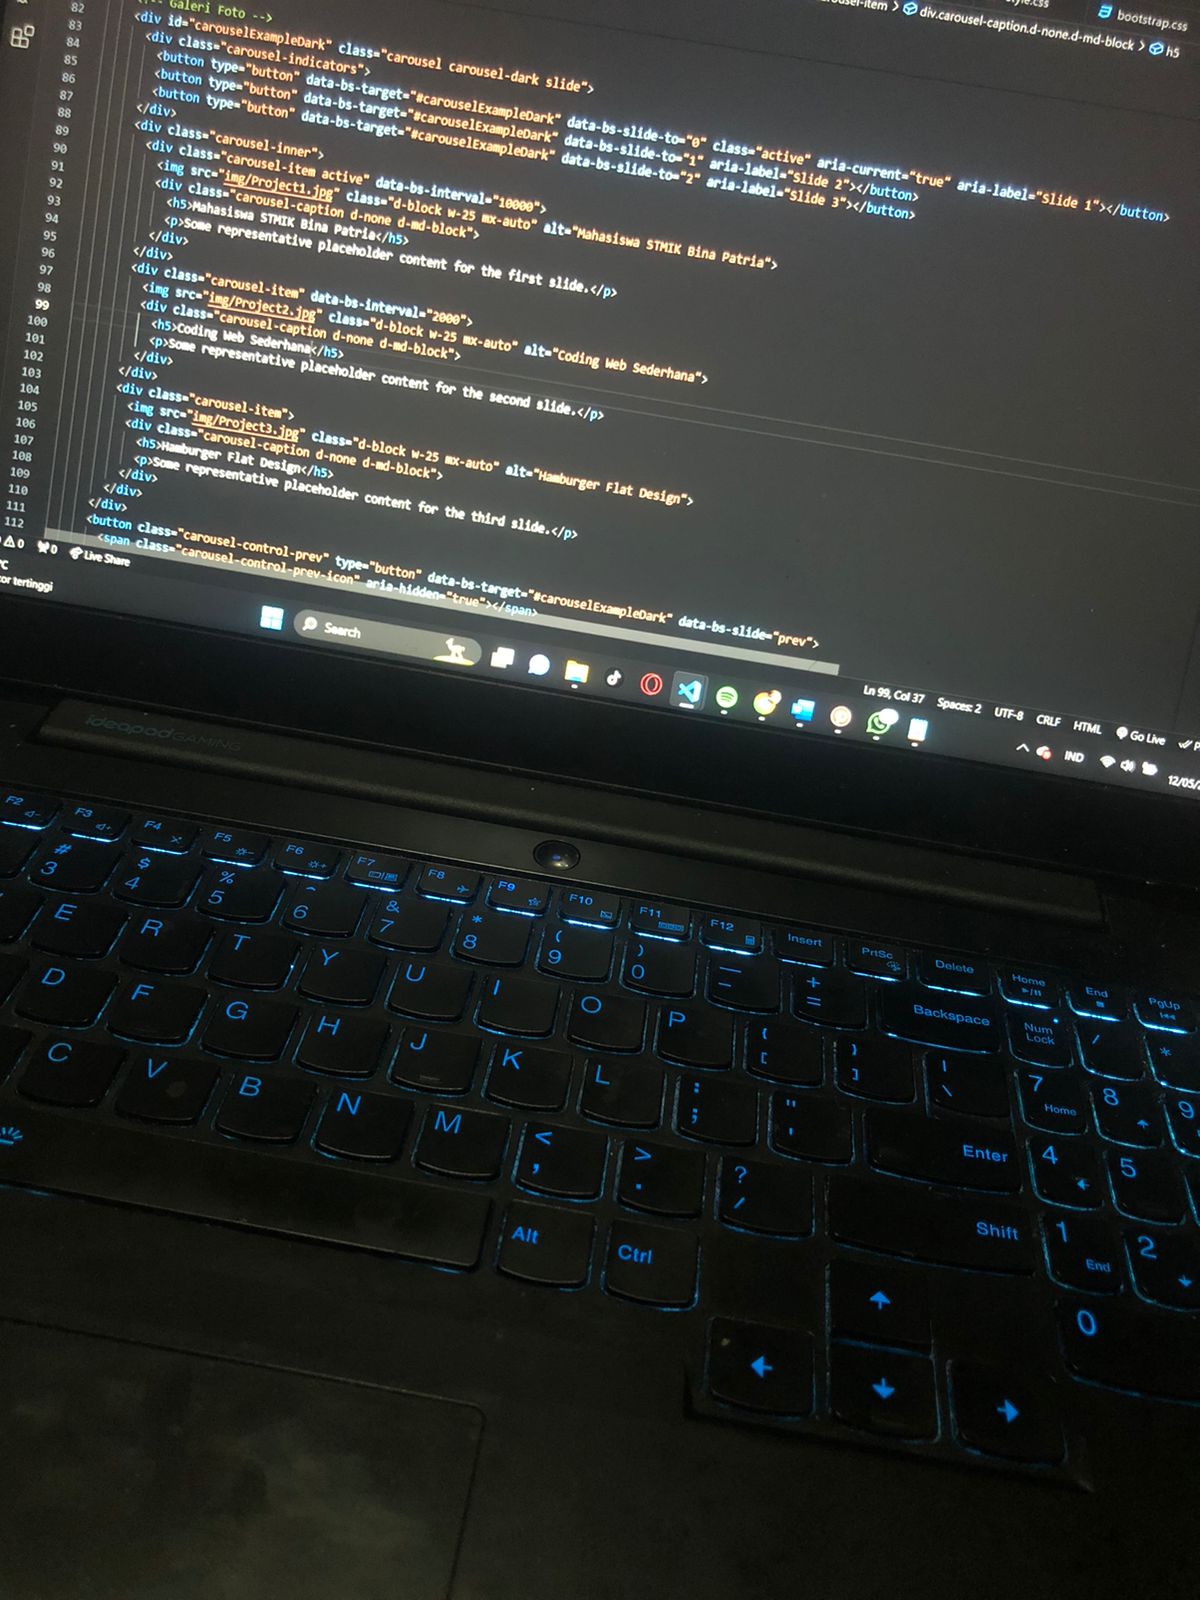 style.css
bootstrap.css
div.carousel-caption.d-none.d-md-block > h5
82 <!-- Galeri Foto -->
83 <div id="carouselExampleDark" class="carousel carousel-dark slide">
84 <div class="carousel-indicators">
85 <button type="button" data-bs-target="#carouselExampleDark" data-bs-slide-to="0" class="active" aria-current="true" aria-label="Slide 1"></button>
86 <button type="button" data-bs-target="#carouselExampleDark" data-bs-slide-to="1" aria-label="Slide 2"></button>
87 <button type="button" data-bs-target="#carouselExampleDark" data-bs-slide-to="2" aria-label="Slide 3"></button>
88 </div>
89 <div class="carousel-inner">
90 <div class="carousel-item active" data-bs-interval="10000">
91 <img src="img/Project1.jpg" class="d-block w-25 mx-auto" alt="Mahasiswa STMIK Bina Patria">
92 <div class="carousel-caption d-none d-md-block">
93 <h5>Mahasiswa STMIK Bina Patria</h5>
94 <p>Some representative placeholder content for the first slide.</p>
95 </div>
96 </div>
97 <div class="carousel-item" data-bs-interval="2000">
98 <img src="img/Project2.jpg" class="d-block w-25 mx-auto" alt="Coding Web Sederhana">
99 <div class="carousel-caption d-none d-md-block">
100 <h5>Coding Web Sederhana</h5>
101 <p>Some representative placeholder content for the second slide.</p>
102 </div>
103 </div>
104 <div class="carousel-item">
105 <img src="img/Project3.jpg" class="d-block w-25 mx-auto" alt="Hamburger Flat Design">
106 <div class="carousel-caption d-none d-md-block">
107 <h5>Hamburger Flat Design</h5>
108 <p>Some representative placeholder content for the third slide.</p>
109 </div>
110 </div>
111 </div>
112 <button class="carousel-control-prev" type="button" data-bs-target="#carouselExampleDark" data-bs-slide="prev">
<span class="carousel-control-prev-icon" aria-hidden="true"></span>
0 0 Live Share
Ln 99, Col 37 Spaces: 2 UTF-8 CRLF HTML Go Live
tertinggi
Search
IND
12/05/2
ideapad GAMING
F2 F3 F4 F5 F6 F7 F8 F9 F10 F11 F12 Insert PrtSc Delete Home End PgUp
# 3 $ 4 % 5 ^ 6 & 7 * 8 ( 9 ) 0 _ - + = Backspace Num Lock / *
E R T Y U I O P { [ } ] | \ 7 Home 8 9
D F G H J K L : ; " ' Enter 4 5
C V B N M < , > . ? / Shift 1 End 2
Alt Ctrl 0